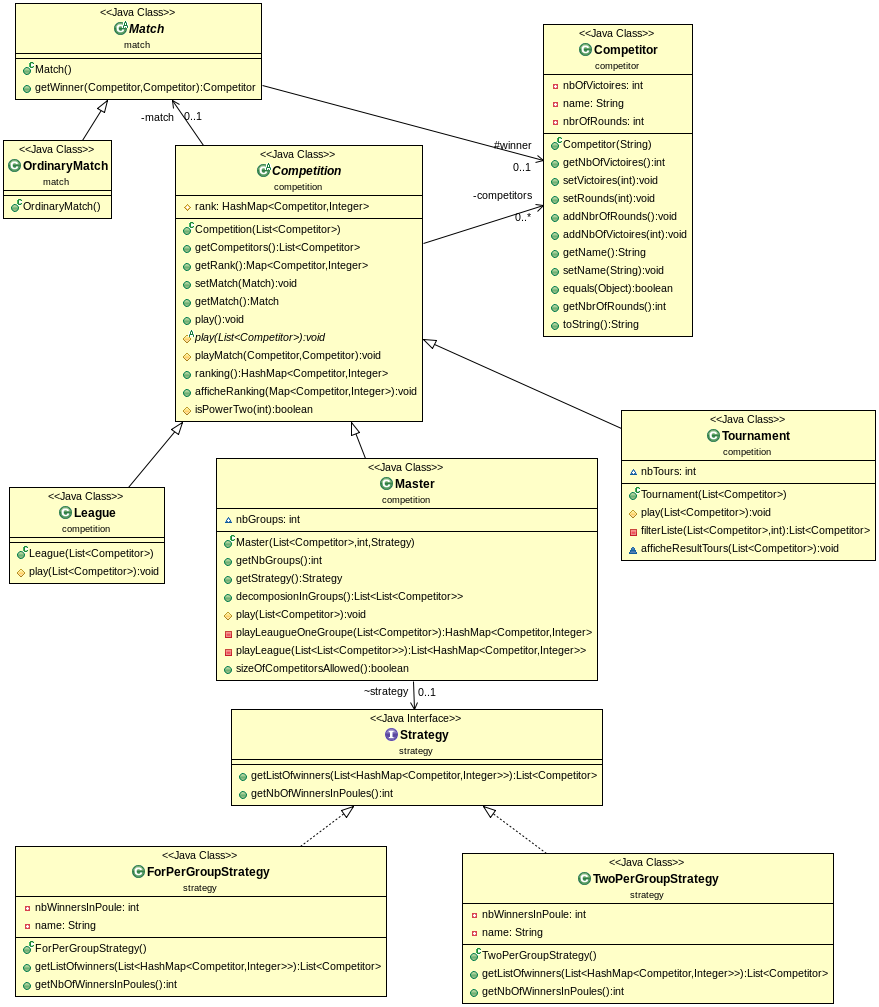 <<Java Class>>
Match
match
Match()
getWinner(Competitor,Competitor):Competitor
<<Java Class>>
Competitor
competitor
nbOfVictoires: int
name: String
nbrOfRounds: int
Competitor(String)
getNbOfVictoires():int
setVictoires(int):void
setRounds(int):void
addNbrOfRounds():void
addNbOfVictoires(int):void
getName():String
setName(String):void
equals(Object):boolean
getNbrOfRounds():int
toString():String
-match
0..1
#winner
0..1
-competitors
0..*
<<Java Class>>
OrdinaryMatch
match
OrdinaryMatch()
<<Java Class>>
Competition
competition
rank: HashMap<Competitor,Integer>
Competition(List<Competitor>)
getCompetitors():List<Competitor>
getRank():Map<Competitor,Integer>
setMatch(Match):void
getMatch():Match
play():void
play(List<Competitor>):void
playMatch(Competitor,Competitor):void
ranking():HashMap<Competitor,Integer>
afficheRanking(Map<Competitor,Integer>):void
isPowerTwo(int):boolean
<<Java Class>>
Tournament
competition
nbTours: int
Tournament(List<Competitor>)
play(List<Competitor>):void
filterListe(List<Competitor>,int):List<Competitor>
afficheResultTours(List<Competitor>):void
<<Java Class>>
League
competition
League(List<Competitor>)
play(List<Competitor>):void
<<Java Class>>
Master
competition
nbGroups: int
Master(List<Competitor>,int,Strategy)
getNbGroups():int
getStrategy():Strategy
decomposionInGroups():List<List<Competitor>>
play(List<Competitor>):void
playLeaugueOneGroupe(List<Competitor>):HashMap<Competitor,Integer>
playLeague(List<List<Competitor>>):List<HashMap<Competitor,Integer>>
sizeOfCompetitorsAllowed():boolean
~strategy
0..1
<<Java Interface>>
Strategy
strategy
getListOfwinners(List<HashMap<Competitor,Integer>>):List<Competitor>
getNbOfWinnersInPoules():int
<<Java Class>>
ForPerGroupStrategy
strategy
nbWinnersInPoule: int
name: String
ForPerGroupStrategy()
getListOfwinners(List<HashMap<Competitor,Integer>>):List<Competitor>
getNbOfWinnersInPoules():int
<<Java Class>>
TwoPerGroupStrategy
strategy
nbWinnersInPoule: int
name: String
TwoPerGroupStrategy()
getListOfwinners(List<HashMap<Competitor,Integer>>):List<Competitor>
getNbOfWinnersInPoules():int